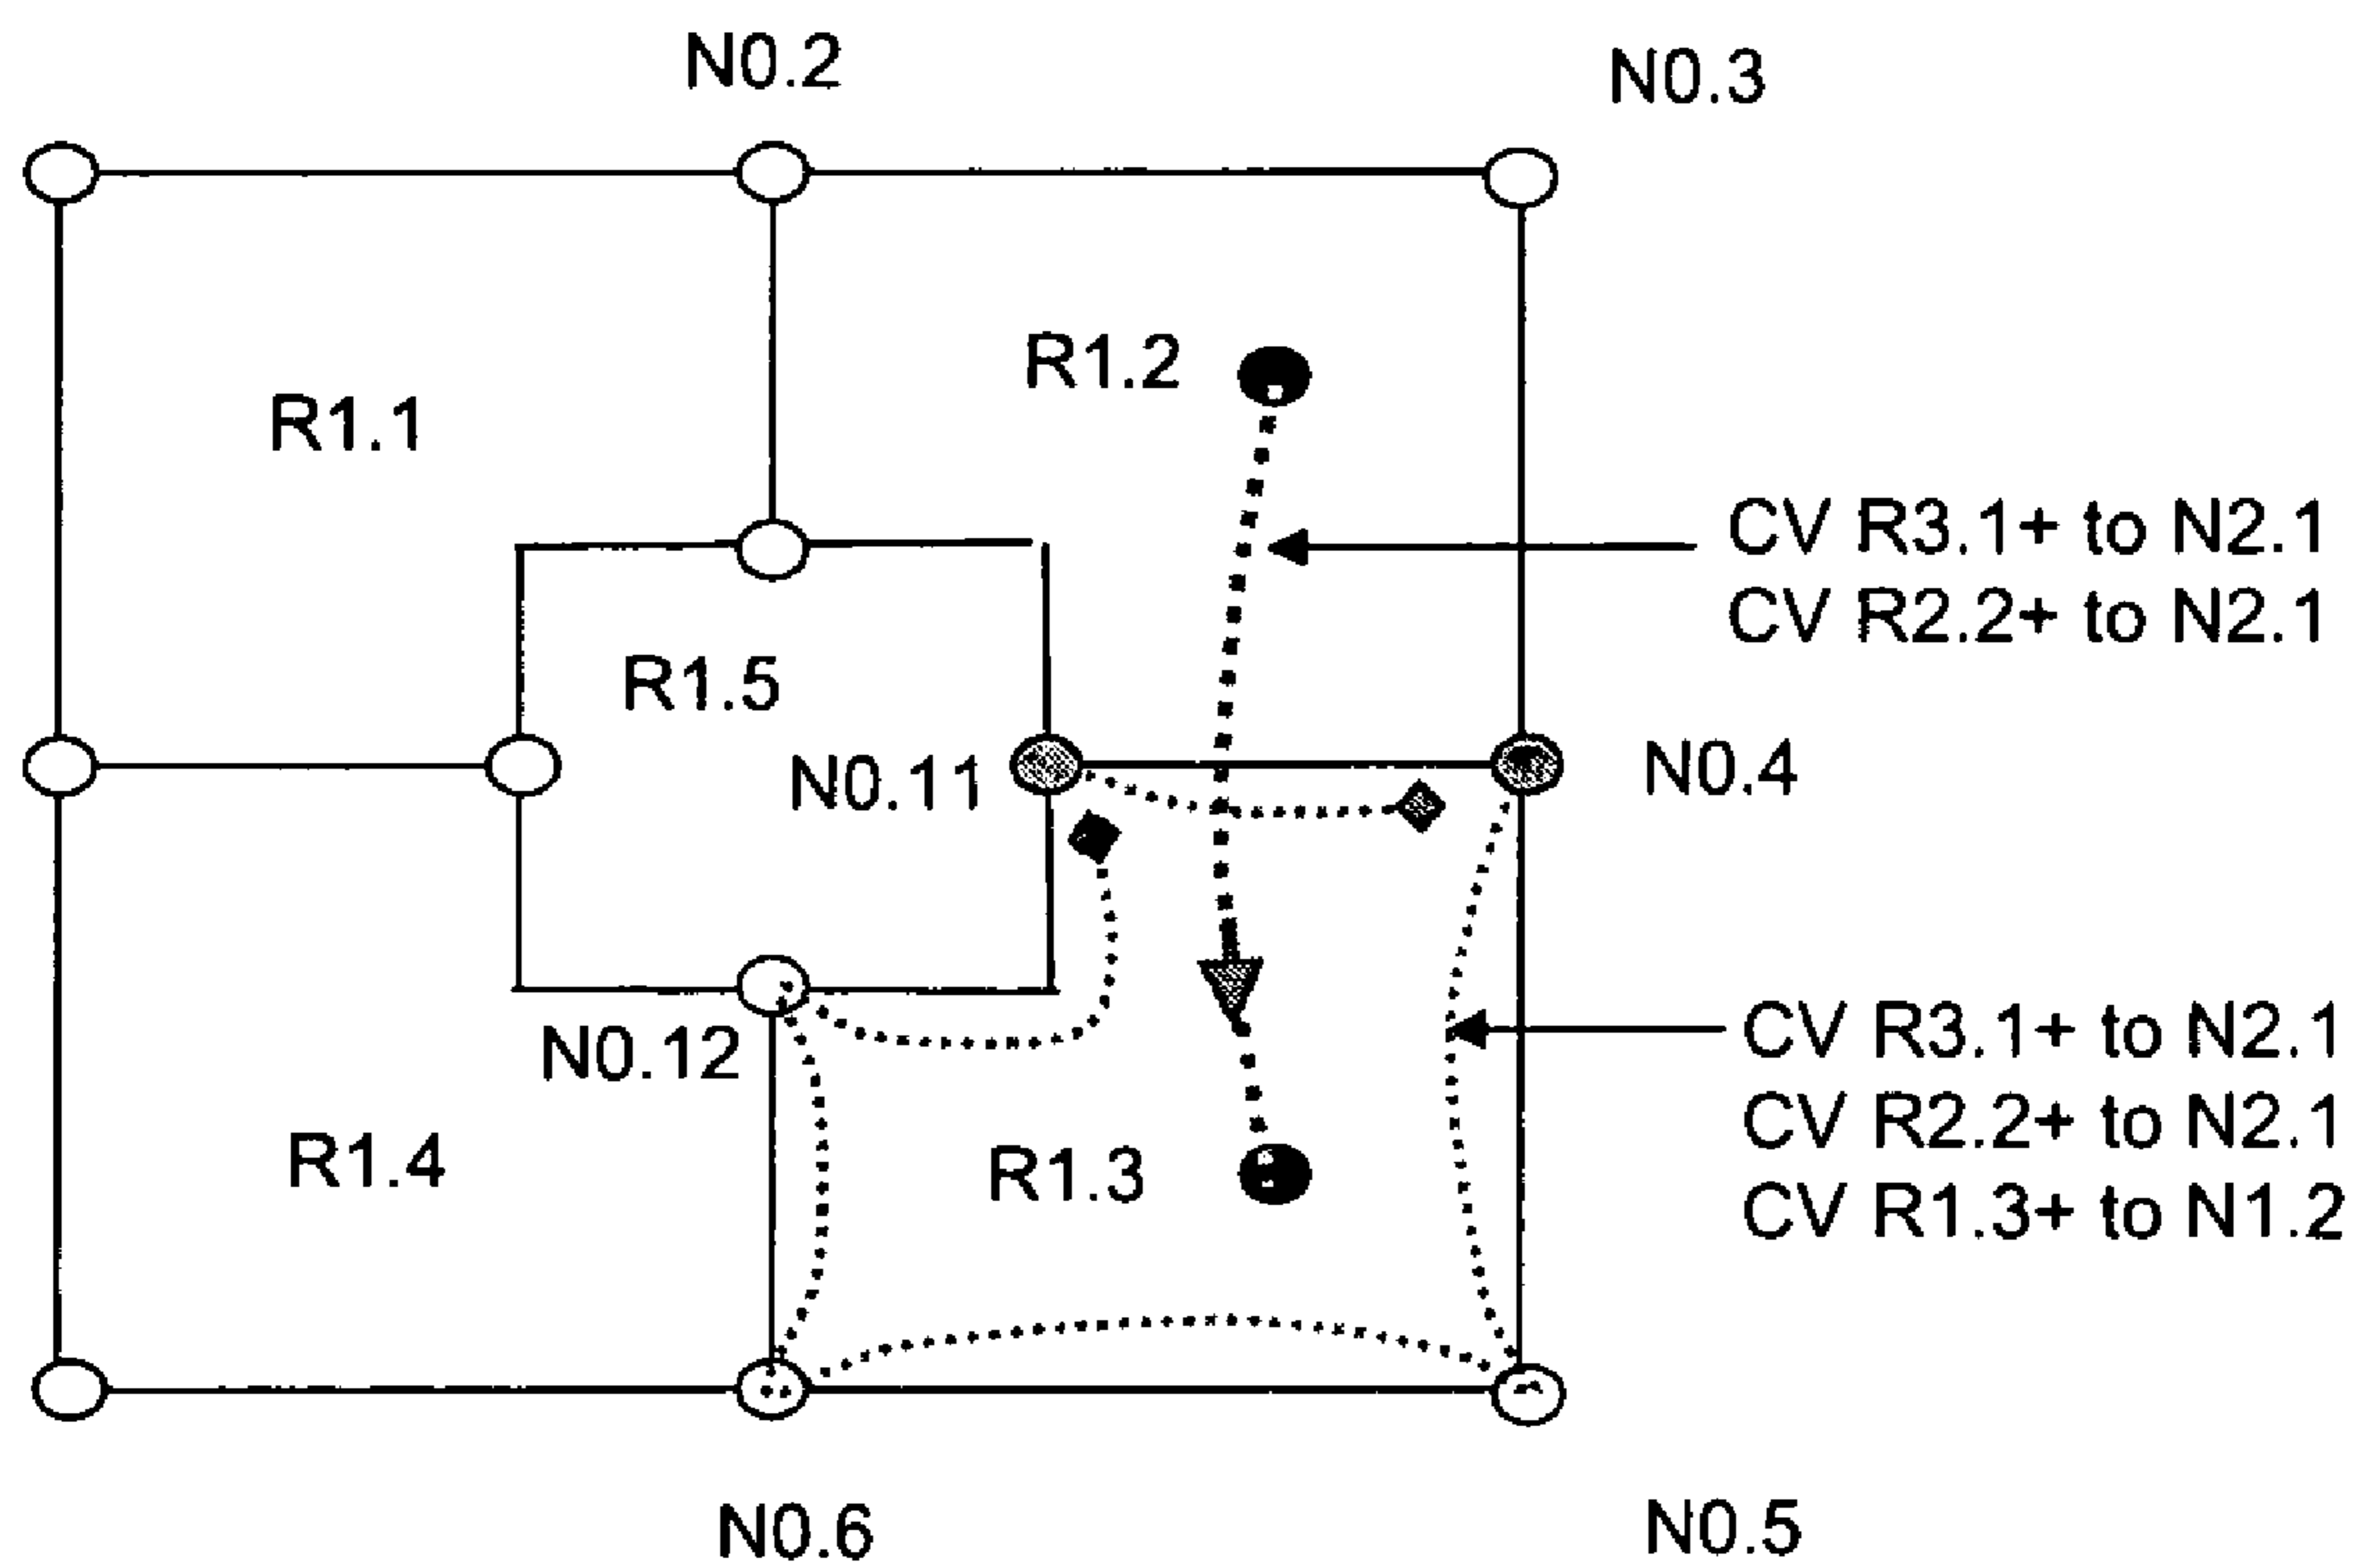 N0.2
N0.3
R1.2
R1.1
CV R3.1+ to N2.1
CV R2.2+ to N2.1
R1.5
N0.11
N0.4
N0.12
CV R3.1+ to N2.1
CV R2.2+ to N2.1
CV R1.3+ to N1.2
R1.4
R1.3
N0.6
N0.5